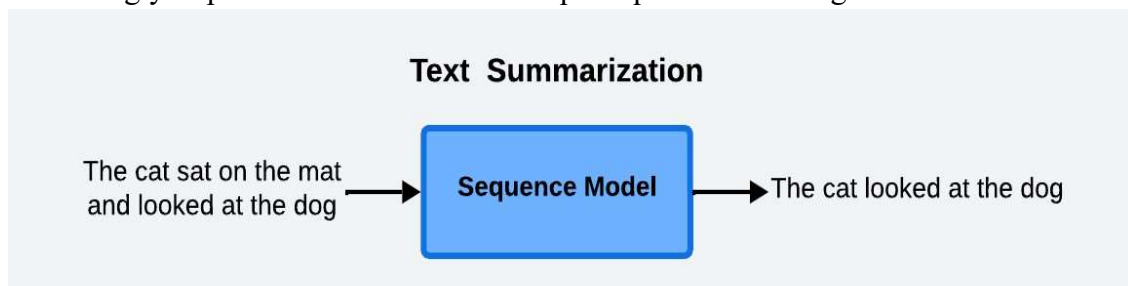 Text Summarization
The cat sat on the mat
and looked at the dog
Sequence Model
The cat looked at the dog